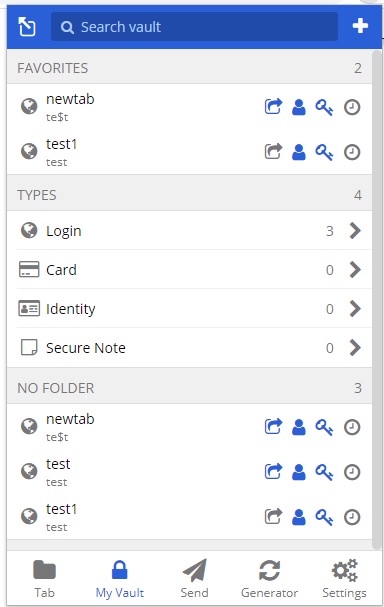 Search vault
FAVORITES 2
newtab
te$t
test1
test
TYPES 4
Login 3
Card 0
Identity 0
Secure Note 0
NO FOLDER 3
newtab
te$t
test
test
test1
test
Tab My Vault Send Generator Settings